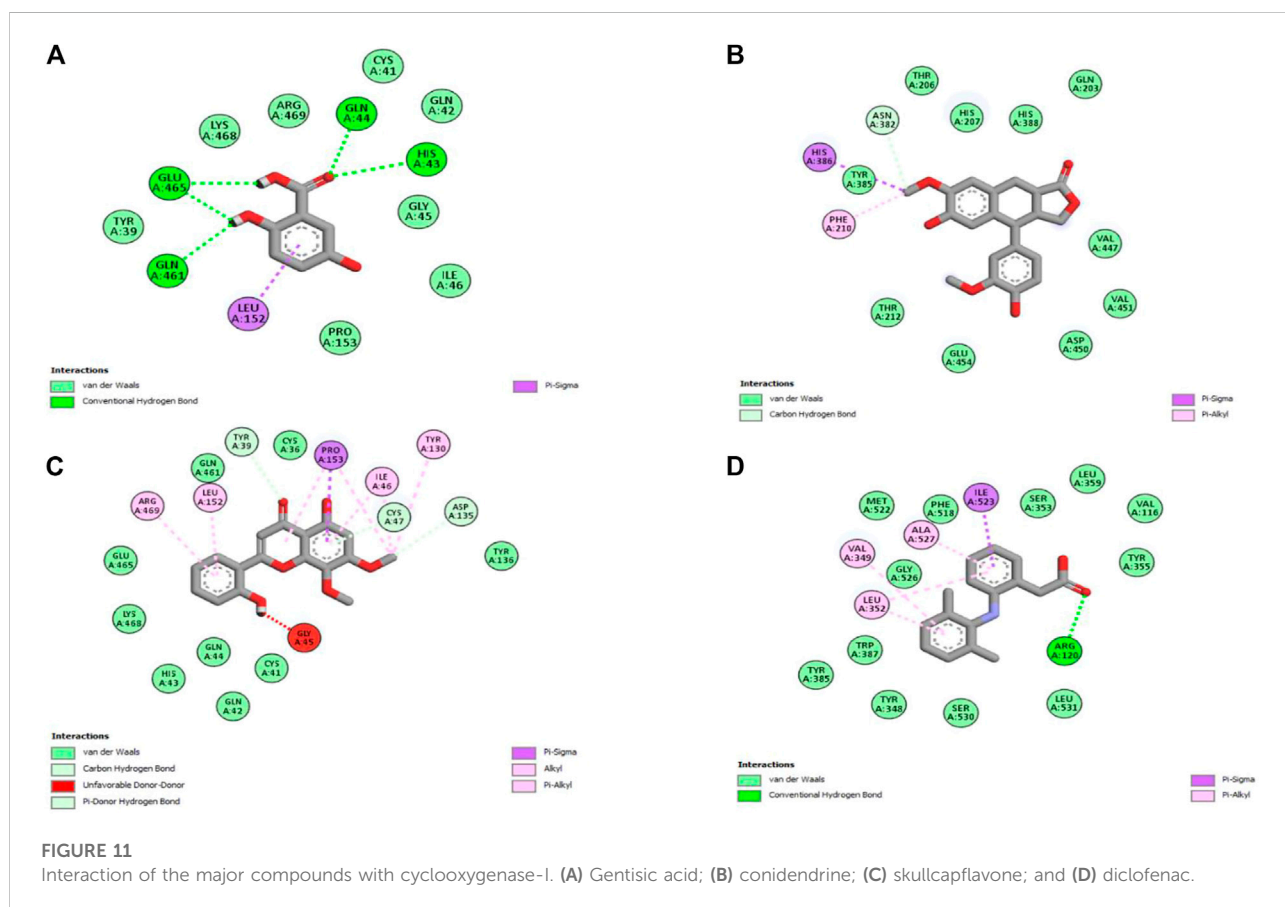 A
CYS
A:41
GLN
A:44
GLN
A:42
ARG
A:469
LYS
A:468
HIS
A:43
GLU
A:465
GLY
A:45
TYR
A:39
GLN
A:461
ILE
A:46
LEU
A:152
PRO
A:153
Interactions
van der Waals
Conventional Hydrogen Bond
Pi-Sigma
B
THR
A:206
GLN
A:203
ASN
A:382
HIS
A:207
HIS
A:388
HIS
A:386
TYR
A:385
PHE
A:210
VAL
A:447
THR
A:212
VAL
A:451
GLU
A:454
ASP
A:450
Interactions
van der Waals
Carbon Hydrogen Bond
Pi-Sigma
Pi-Alkyl
C
TYR
A:39
CYS
A:36
PRO
A:153
TYR
A:130
GLN
A:461
ILE
A:46
ARG
A:469
LEU
A:152
CYS
A:47
ASP
A:135
GLU
A:465
TYR
A:136
LYS
A:468
GLY
A:45
GLN
A:44
CYS
A:41
HIS
A:43
GLN
A:42
Interactions
van der Waals
Carbon Hydrogen Bond
Unfavorable Donor-Donor
Pi-Donor Hydrogen Bond
Pi-Sigma
Alkyl
Pi-Alkyl
D
LEU
A:359
MET
A:522
PHE
A:518
ILE
A:523
SER
A:353
VAL
A:116
ALA
A:527
VAL
A:349
GLY
A:526
TYR
A:355
LEU
A:352
TRP
A:387
ARG
A:120
TYR
A:385
TYR
A:348
SER
A:530
LEU
A:531
Interactions
van der Waals
Conventional Hydrogen Bond
Pi-Sigma
Pi-Alkyl
FIGURE 11
Interaction of the major compounds with cyclooxygenase-I. (A) Gentisic acid; (B) conidendrine; (C) skullcapflavone; and (D) diclofenac.